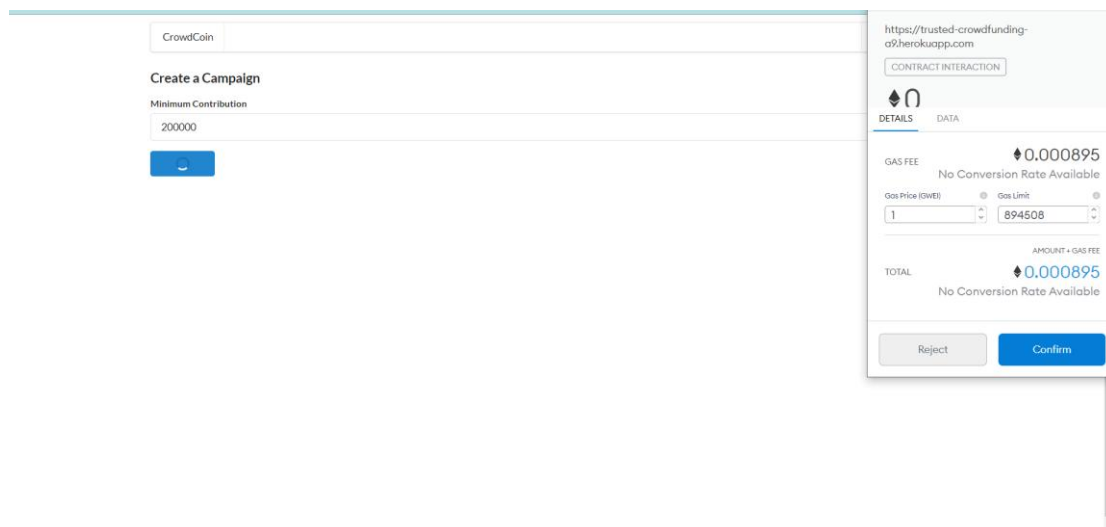 CrowdCoin
Create a Campaign
Minimum Contribution
200000
https://trusted-crowdfunding-
a9.herokuapp.com
CONTRACT INTERACTION
0
DETAILS DATA
GAS FEE 0.000895
No Conversion Rate Available
Gas Price (GWEI) Gas Limit
1 894508
AMOUNT + GAS FEE
TOTAL 0.000895
No Conversion Rate Available
Reject Confirm